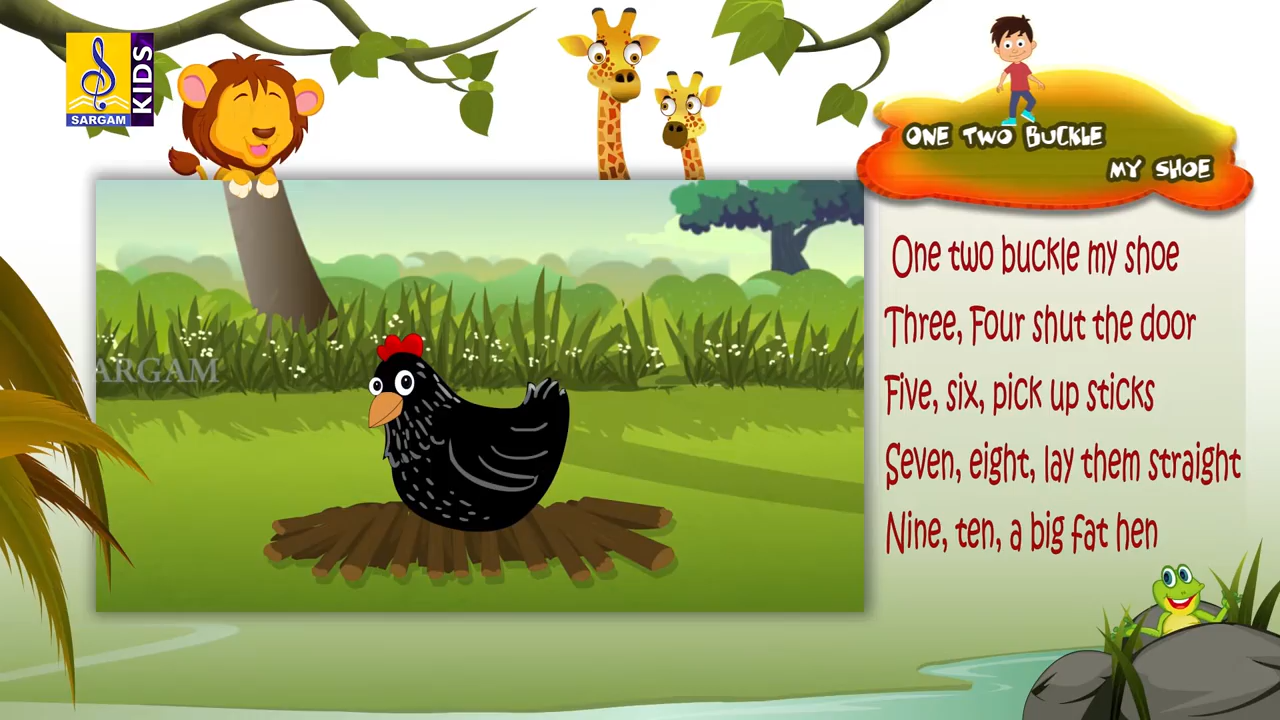 SARGAM
KIDS
ONE TWO BUCKLE
MY SHOE
One two buckle my shoe
Three, Four shut the door
Five, six, pick up sticks
Seven, eight, lay them straight
Nine, ten, a big fat hen
ARGAM